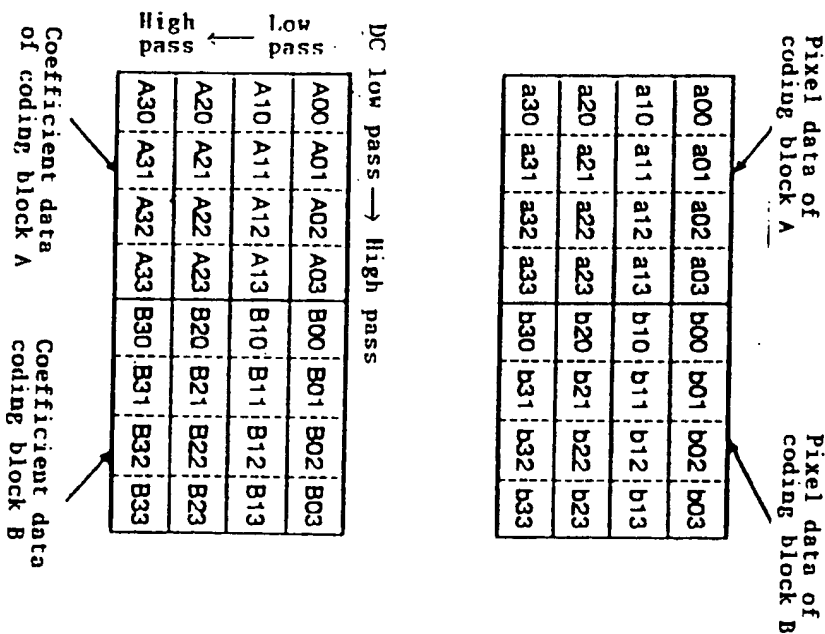 Pixel data of
coding block A
Pixel data of
coding block B
a00 a01 a02 a03 b00 b01 b02 b03
a10 a11 a12 a13 b10 b11 b12 b13
a20 a21 a22 a23 b20 b21 b22 b23
a30 a31 a32 a33 b30 b31 b32 b33
DC low pass → High pass
Low
pass
High
pass
A00 A01 A02 A03 B00 B01 B02 B03
A10 A11 A12 A13 B10 B11 B12 B13
A20 A21 A22 A23 B20 B21 B22 B23
A30 A31 A32 A33 B30 B31 B32 B33
Coefficient data
of coding block A
Coefficient data
coding block B